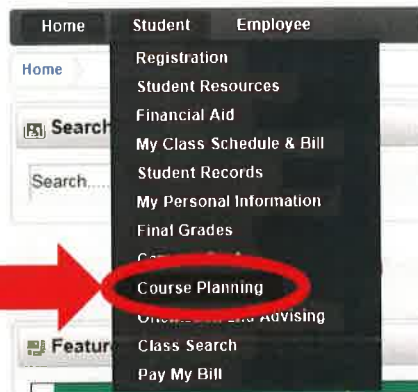 Home Student Employee
Home
Registration
Student Resources
Financial Aid
Search
My Class Schedule & Bill
Search.....
Student Records
My Personal Information
Final Grades
Course Planning
and Advising
Class Search
Pay My Bill